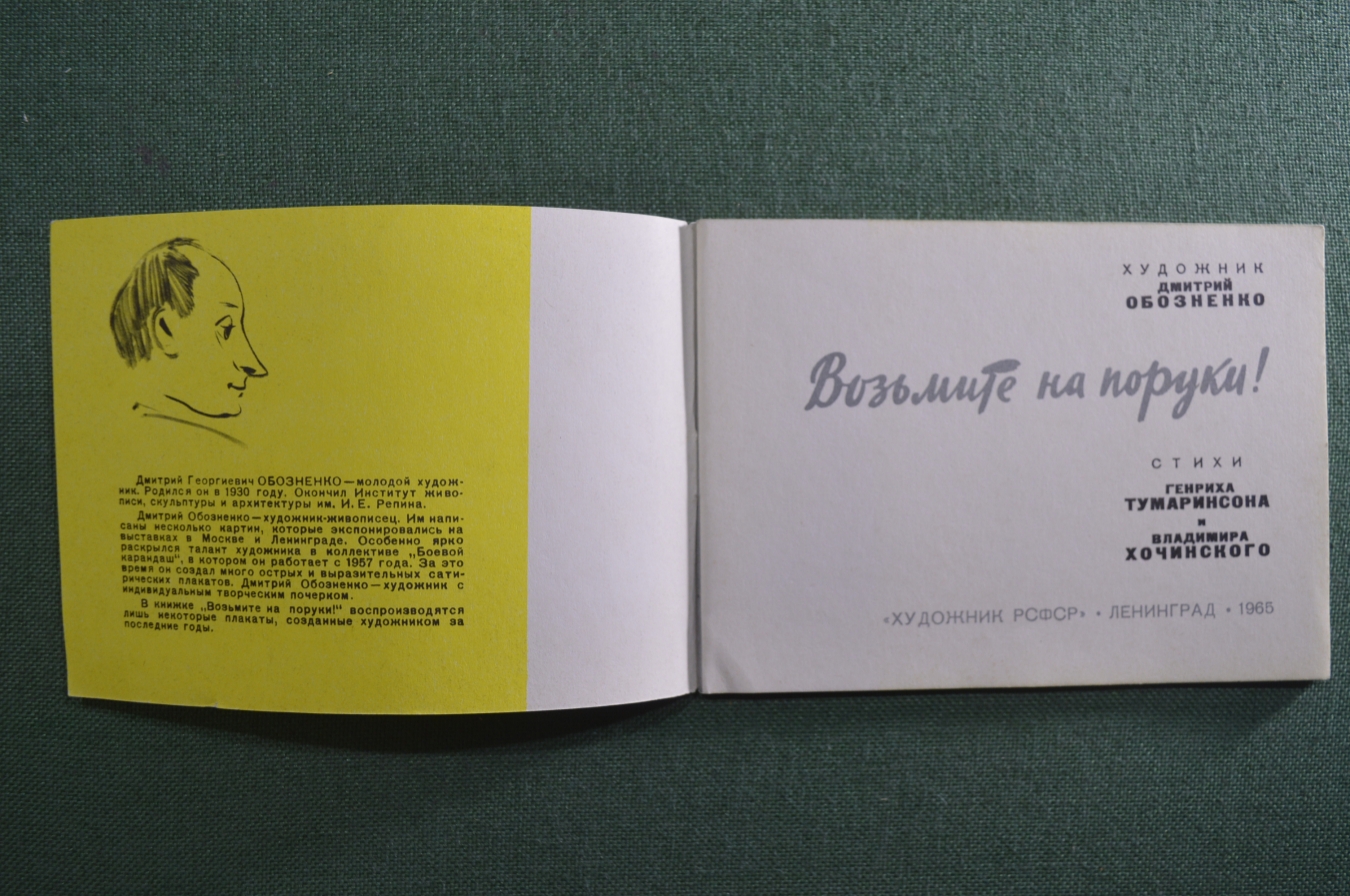 Дмитрий Георгиевич ОБОЗНЕНКО — молодой худож-
ник. Родился он в 1930 году. Окончил Институт живо-
писи, скульптуры и архитектуры им. И. Е. Репина.
Дмитрий Обозненко — художник-живописец. Им напи-
саны несколько картин, которые экспонировались на
выставках в Москве и Ленинграде. Особенно ярко
раскрылся талант художника в коллективе „Боевой
карандаш“, в котором он работает с 1957 года. За это
время он создал много острых и выразительных сати-
рических плакатов. Дмитрий Обозненко — художник с
индивидуальным творческим почерком.
В книжке „Возьмите на поруки!“ воспроизводятся
лишь некоторые плакаты, созданные художником за
последние годы.
ХУДОЖНИК
ДМИТРИЙ
ОБОЗНЕНКО
Возьмите на поруки!
СТИХИ
ГЕНРИХА
ТУМАРИНСОНА
и
ВЛАДИМИРА
ХОЧИНСКОГО
«ХУДОЖНИК РСФСР» • ЛЕНИНГРАД • 1965